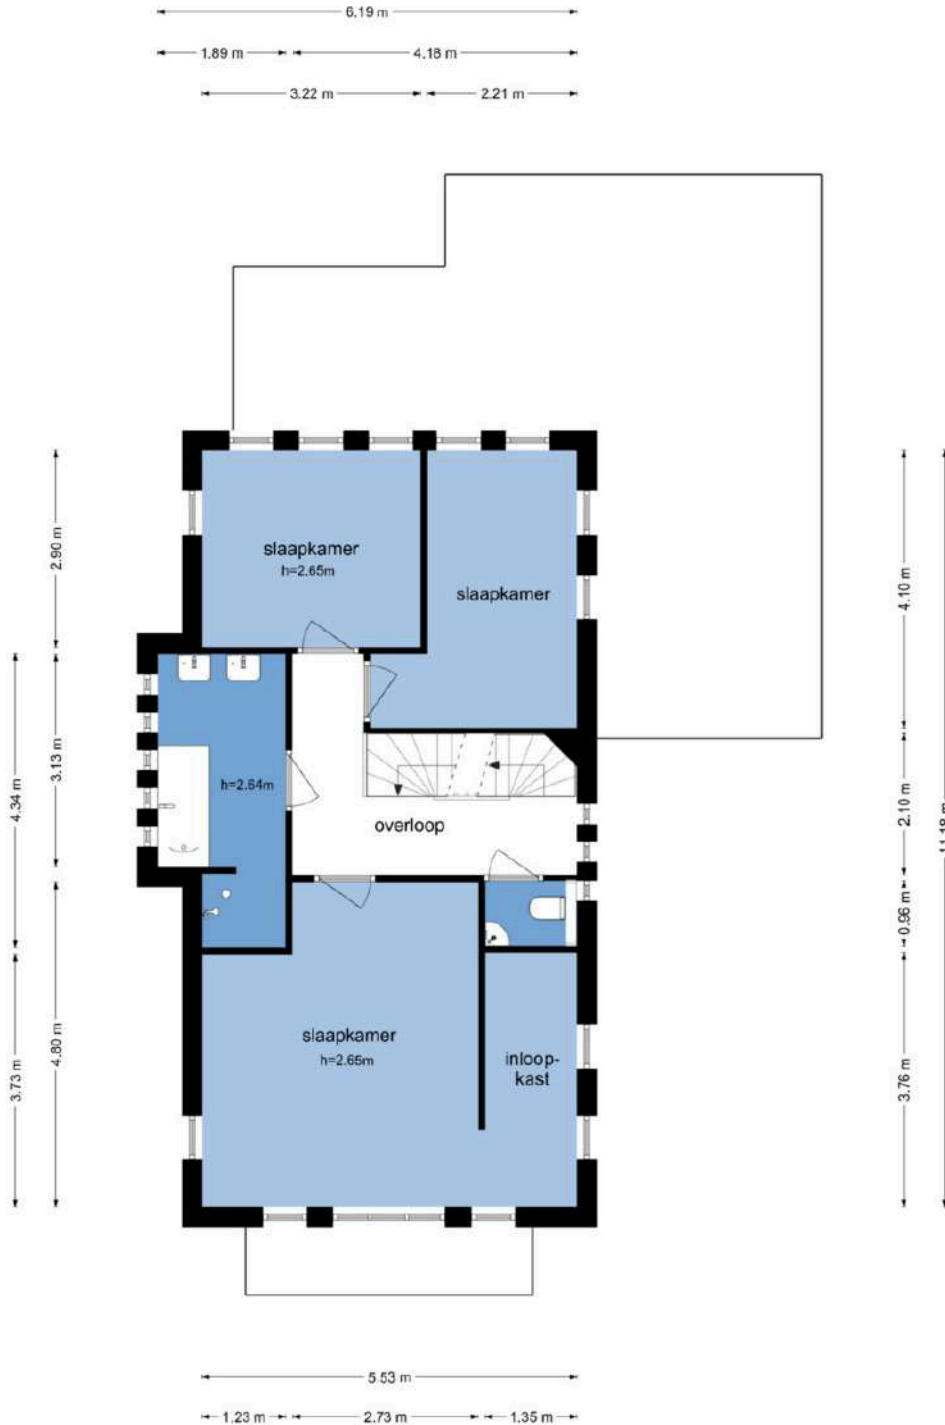 6.19 m
1.89 m
4.18 m
3.22 m
2.21 m
2.90 m
slaapkamer
h=2.65m
slaapkamer
4.10 m
4.34 m
3.13 m
h=2.64m
overloop
2.10 m
11.18 m
0.96 m
3.73 m
4.80 m
slaapkamer
h=2.65m
inloop-
kast
3.76 m
5.53 m
1.23 m
2.73 m
1.35 m